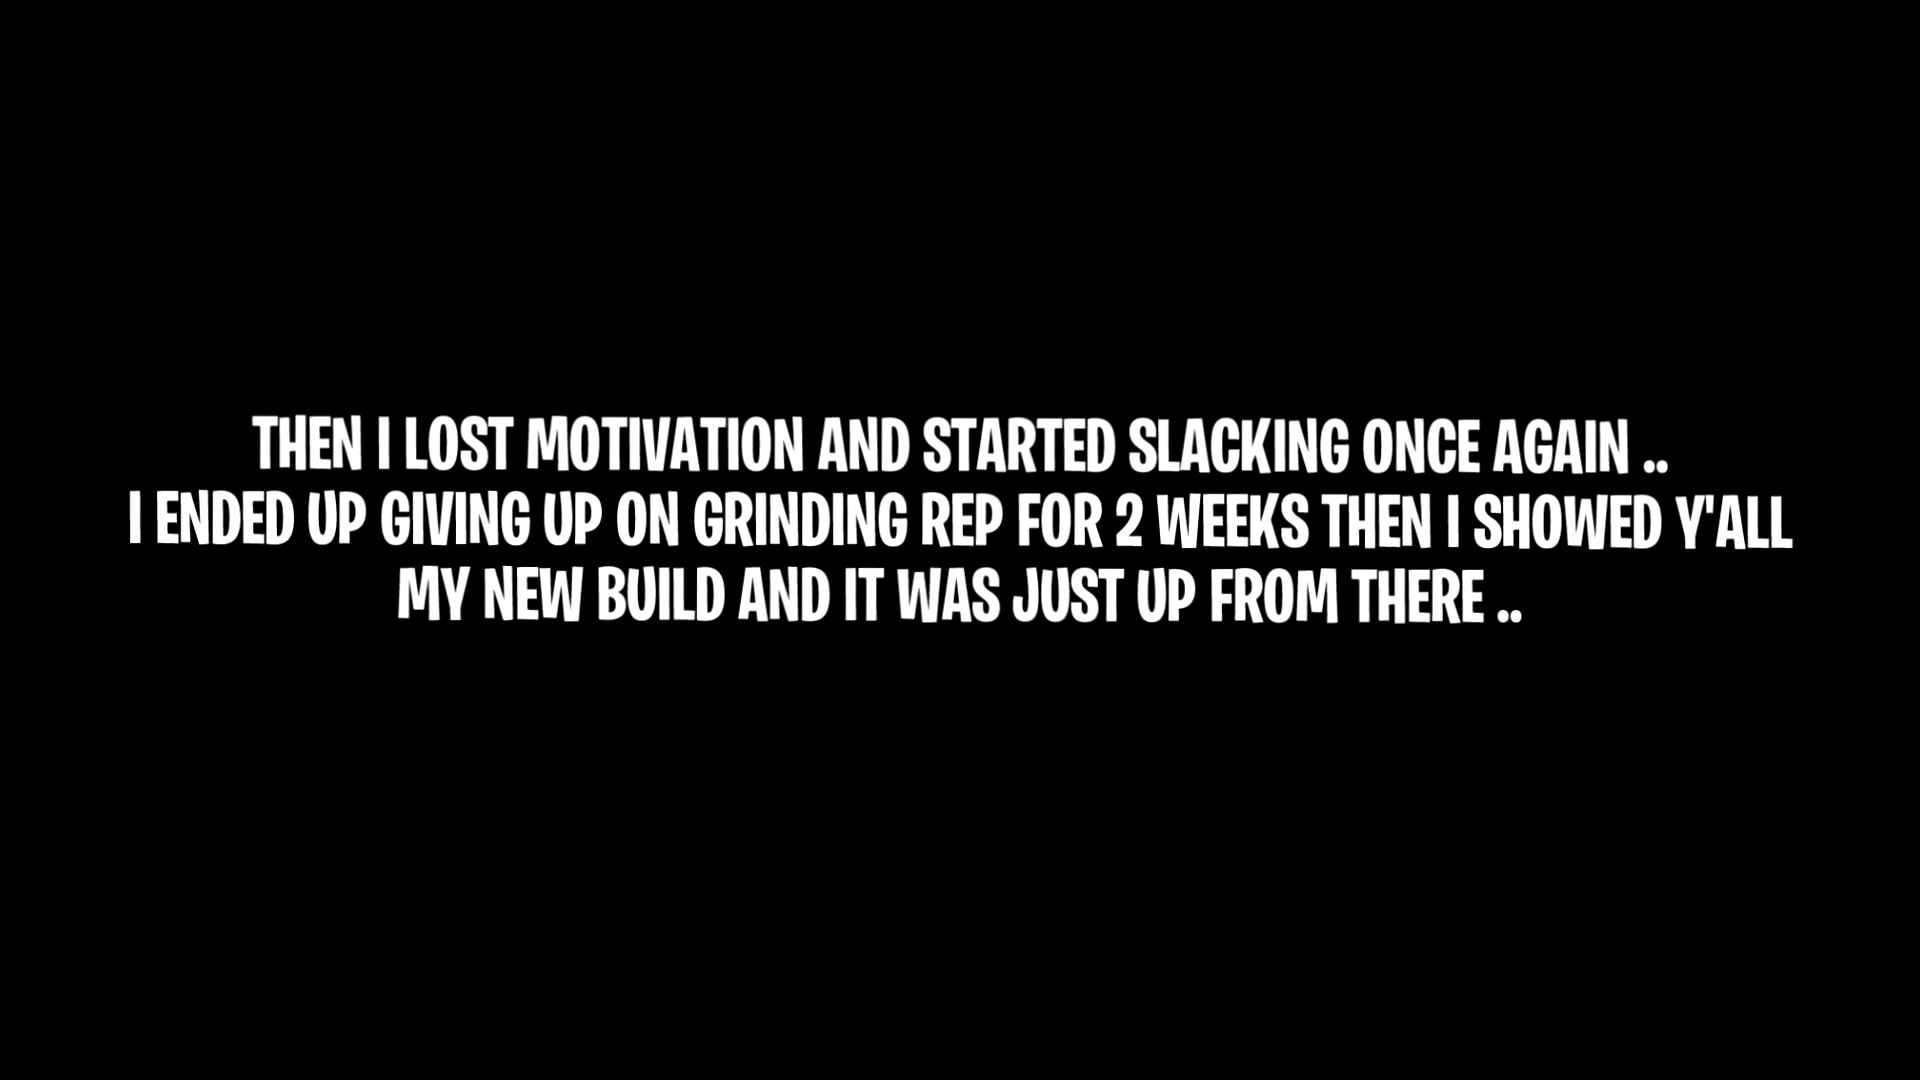 THEN I LOST MOTIVATION AND STARTED SLACKING ONCE AGAIN ..
I ENDED UP GIVING UP ON GRINDING REP FOR 2 WEEKS THEN I SHOWED Y'ALL
MY NEW BUILD AND IT WAS JUST UP FROM THERE ..